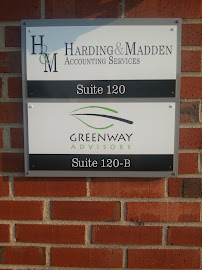 H&M
HARDING&MADDEN
ACCOUNTING SERVICES
Suite 120
GREENWAY
ADVISORS
Suite 120-B